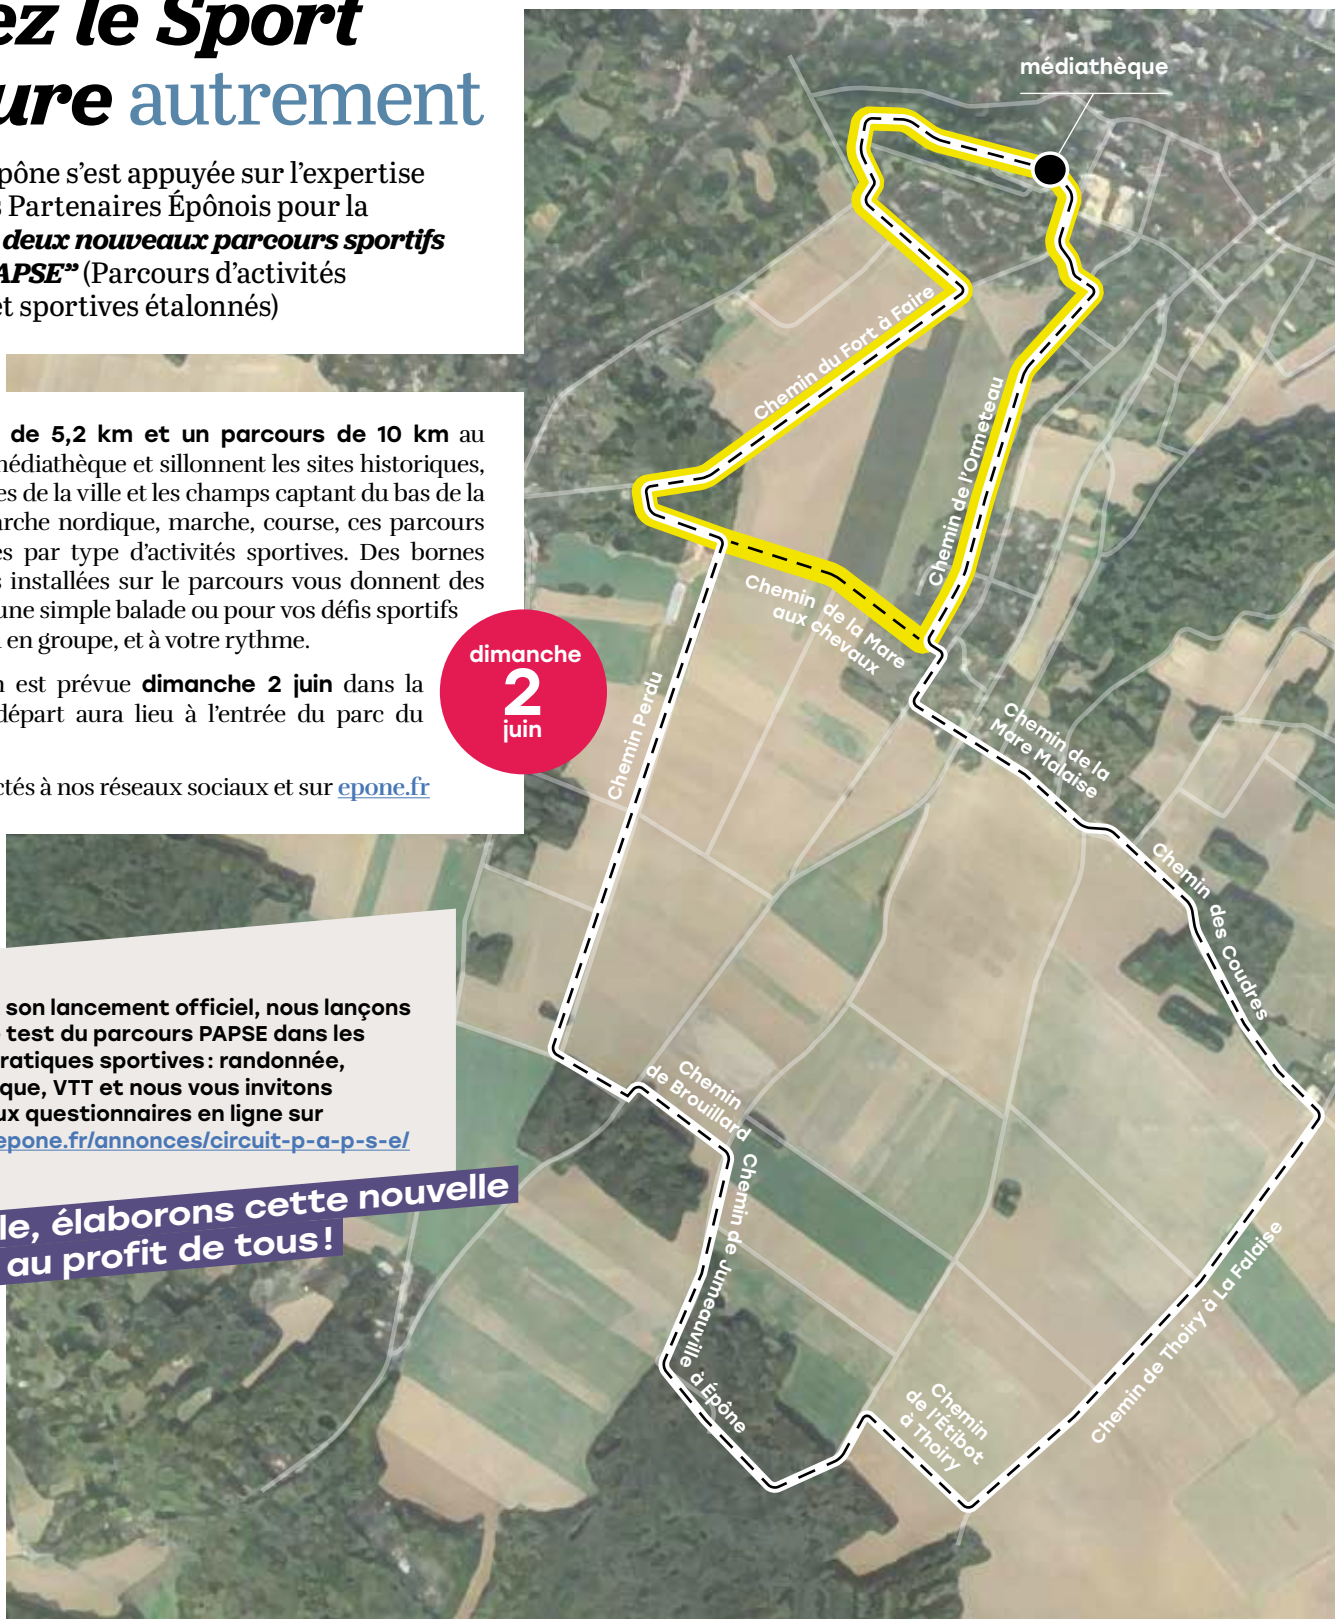 ez le Sport
ure autrement
pône s’est appuyée sur l’expertise
s Partenaires Épônois pour la
deux nouveaux parcours sportifs
APSE” (Parcours d’activités
et sportives étalonnés)
de 5,2 km et un parcours de 10 km au
médiathèque et sillonnent les sites historiques,
es de la ville et les champs captant du bas de la
arche nordique, marche, course, ces parcours
es par type d’activités sportives. Des bornes
s installées sur le parcours vous donnent des
une simple balade ou pour vos défis sportifs
en groupe, et à votre rythme.
n est prévue dimanche 2 juin dans la
départ aura lieu à l’entrée du parc du
ctés à nos réseaux sociaux et sur epone.fr
dimanche
2
juin
son lancement officiel, nous lançons
e test du parcours PAPSE dans les
pratiques sportives : randonnée,
que, VTT et nous vous invitons
ux questionnaires en ligne sur
epone.fr/annonces/circuit-p-a-p-s-e/
le, élaborons cette nouvelle
au profit de tous !
médiathèque
Chemin du Fort à Faire
Chemin de l’Ormeteau
Chemin de la Mare
aux chevaux
Chemin Perdu
Chemin de la
Mare Malaise
Chemin des Coudres
Chemin
de Brouillard
Chemin de Jumeauville à Épône
Chemin de Thoiry à La Falaise
Chemin
de l’Étibot
à Thoiry